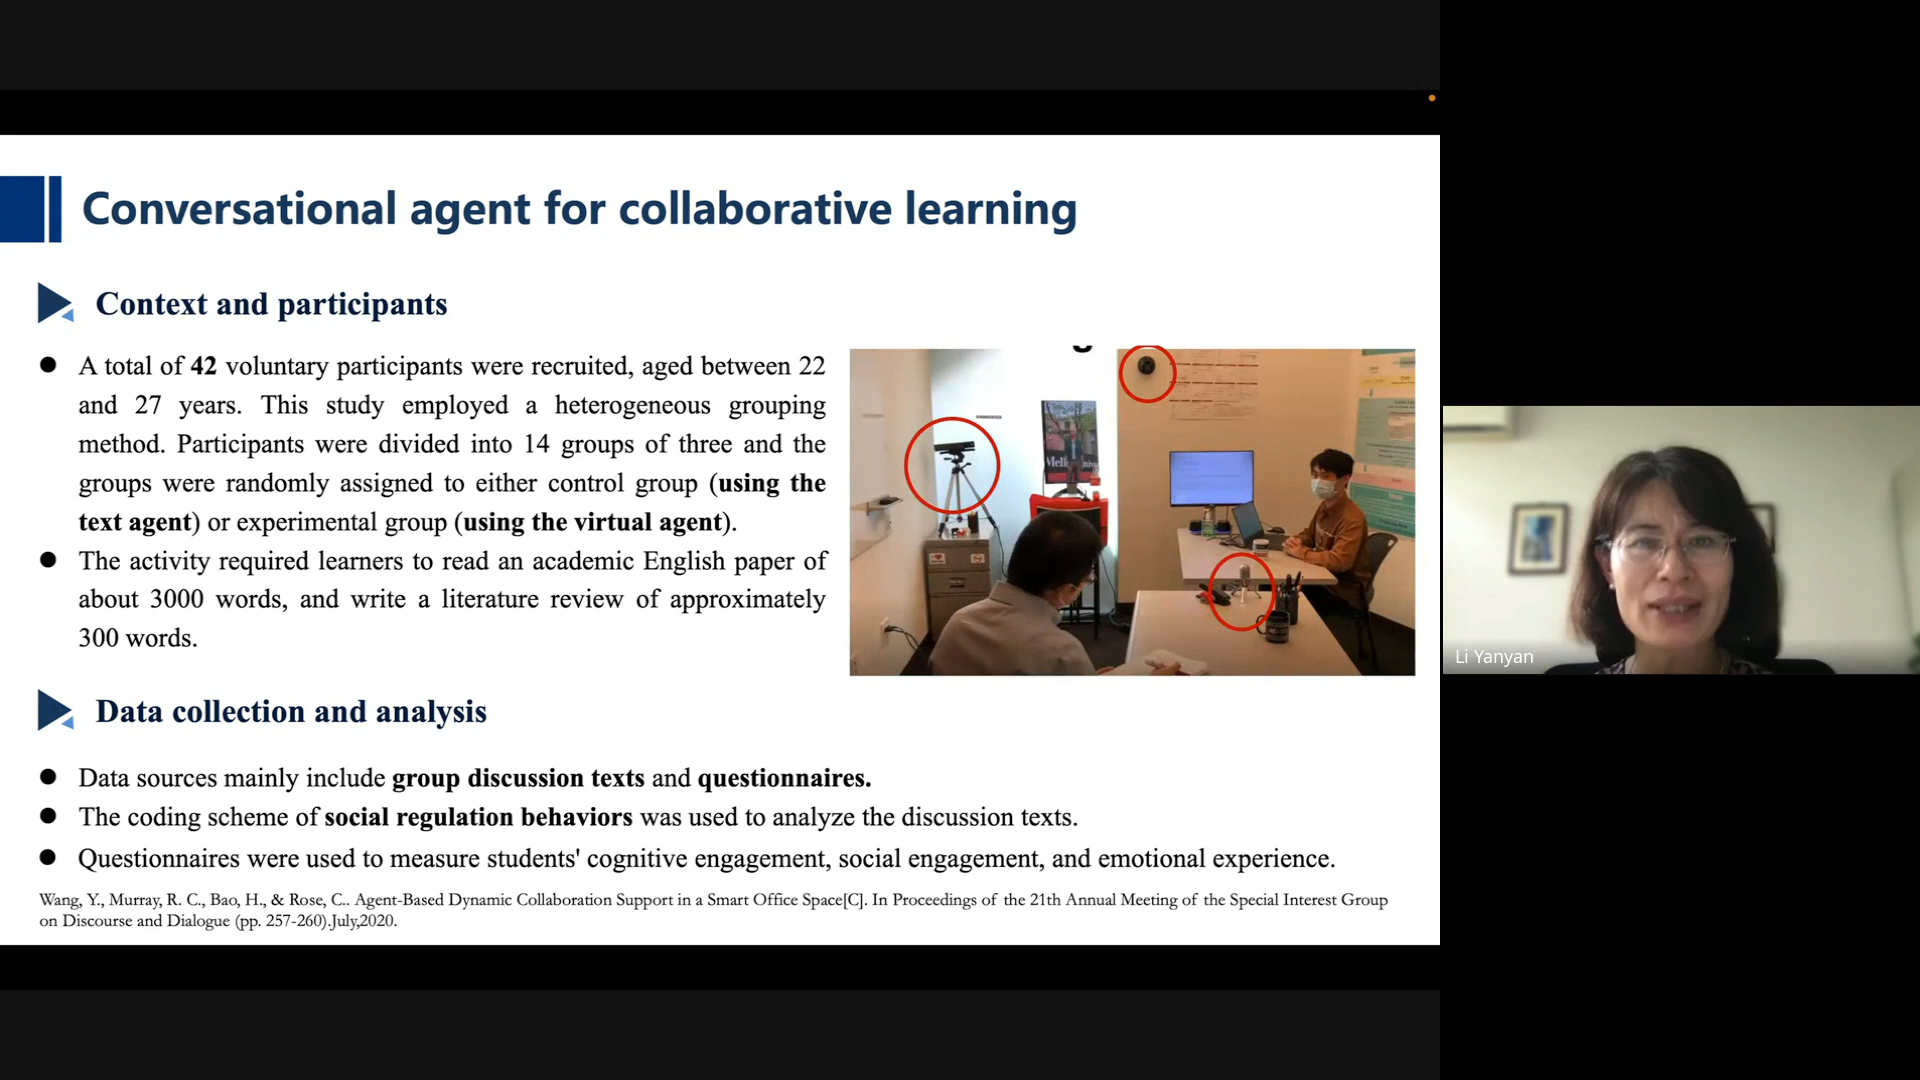 Conversational agent for collaborative learning
Context and participants
● A total of 42 voluntary participants were recruited, aged between 22
and 27 years. This study employed a heterogeneous grouping
method. Participants were divided into 14 groups of three and the
groups were randomly assigned to either control group (using the
text agent) or experimental group (using the virtual agent).
● The activity required learners to read an academic English paper of
about 3000 words, and write a literature review of approximately
300 words.
Data collection and analysis
● Data sources mainly include group discussion texts and questionnaires.
● The coding scheme of social regulation behaviors was used to analyze the discussion texts.
● Questionnaires were used to measure students' cognitive engagement, social engagement, and emotional experience.
Wang, Y., Murray, R. C., Bao, H., & Rose, C.. Agent-Based Dynamic Collaboration Support in a Smart Office Space[C]. In Proceedings of the 21th Annual Meeting of the Special Interest Group
on Discourse and Dialogue (pp. 257-260).July,2020.
Li Yanyan